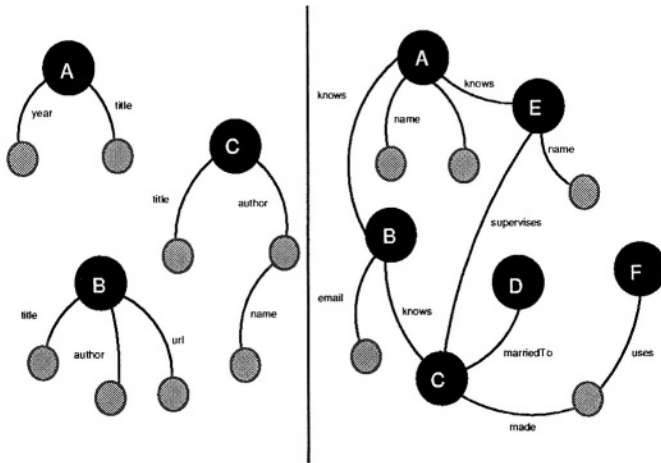 A
year
title
C
title
author
name
B
title
author
url
A
knows
knows
name
E
name
supervises
B
email
knows
D
F
marriedTo
uses
C
made